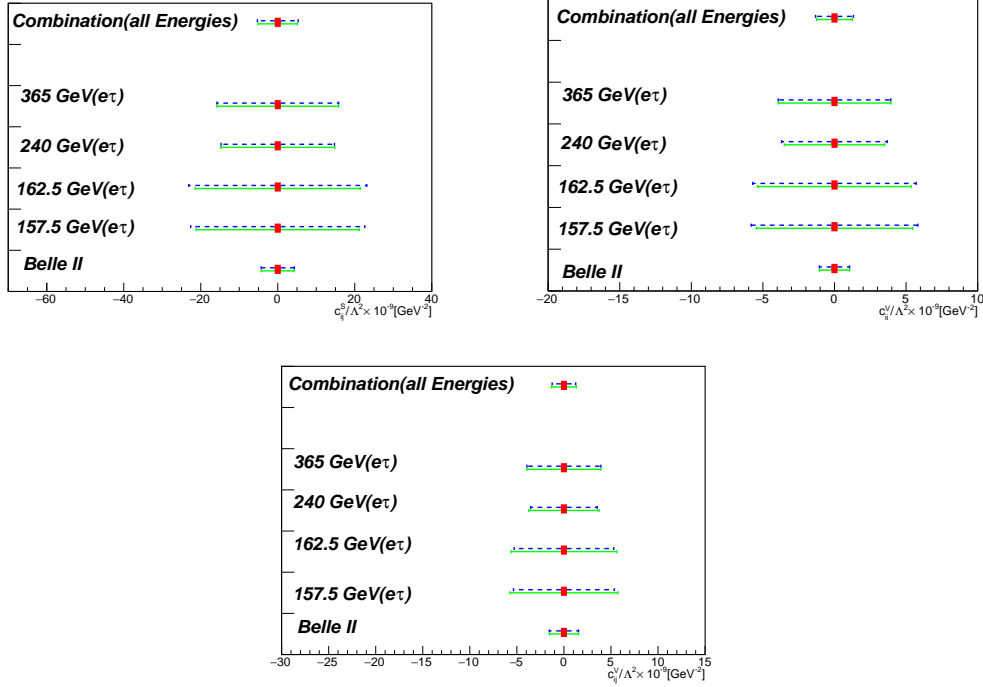 Combination(all Energies)
365 GeV(eτ)
240 GeV(eτ)
162.5 GeV(eτ)
157.5 GeV(eτ)
Belle II
−60 −40 −20 0 20 40
c_ij^S/Λ²× 10⁻⁹[GeV⁻²]
Combination(all Energies)
365 GeV(eτ)
240 GeV(eτ)
162.5 GeV(eτ)
157.5 GeV(eτ)
Belle II
−20 −15 −10 −5 0 5 10
c_ij^V/Λ²× 10⁻⁹[GeV⁻²]
Combination(all Energies)
365 GeV(eτ)
240 GeV(eτ)
162.5 GeV(eτ)
157.5 GeV(eτ)
Belle II
−30 −25 −20 −15 −10 −5 0 5 10 15
c_ij^V/Λ²× 10⁻⁹[GeV⁻²]